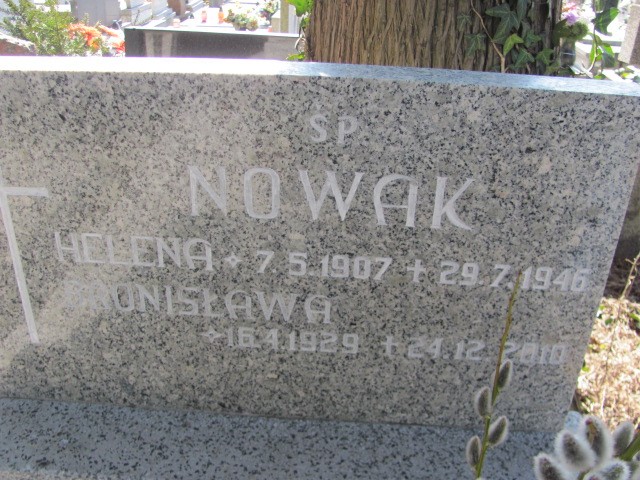 SP
NOWAK
HELENA * 7.5.1907 + 29.7.1946
BRONISŁAWA
* 16.4.1929 + 24.12.2010